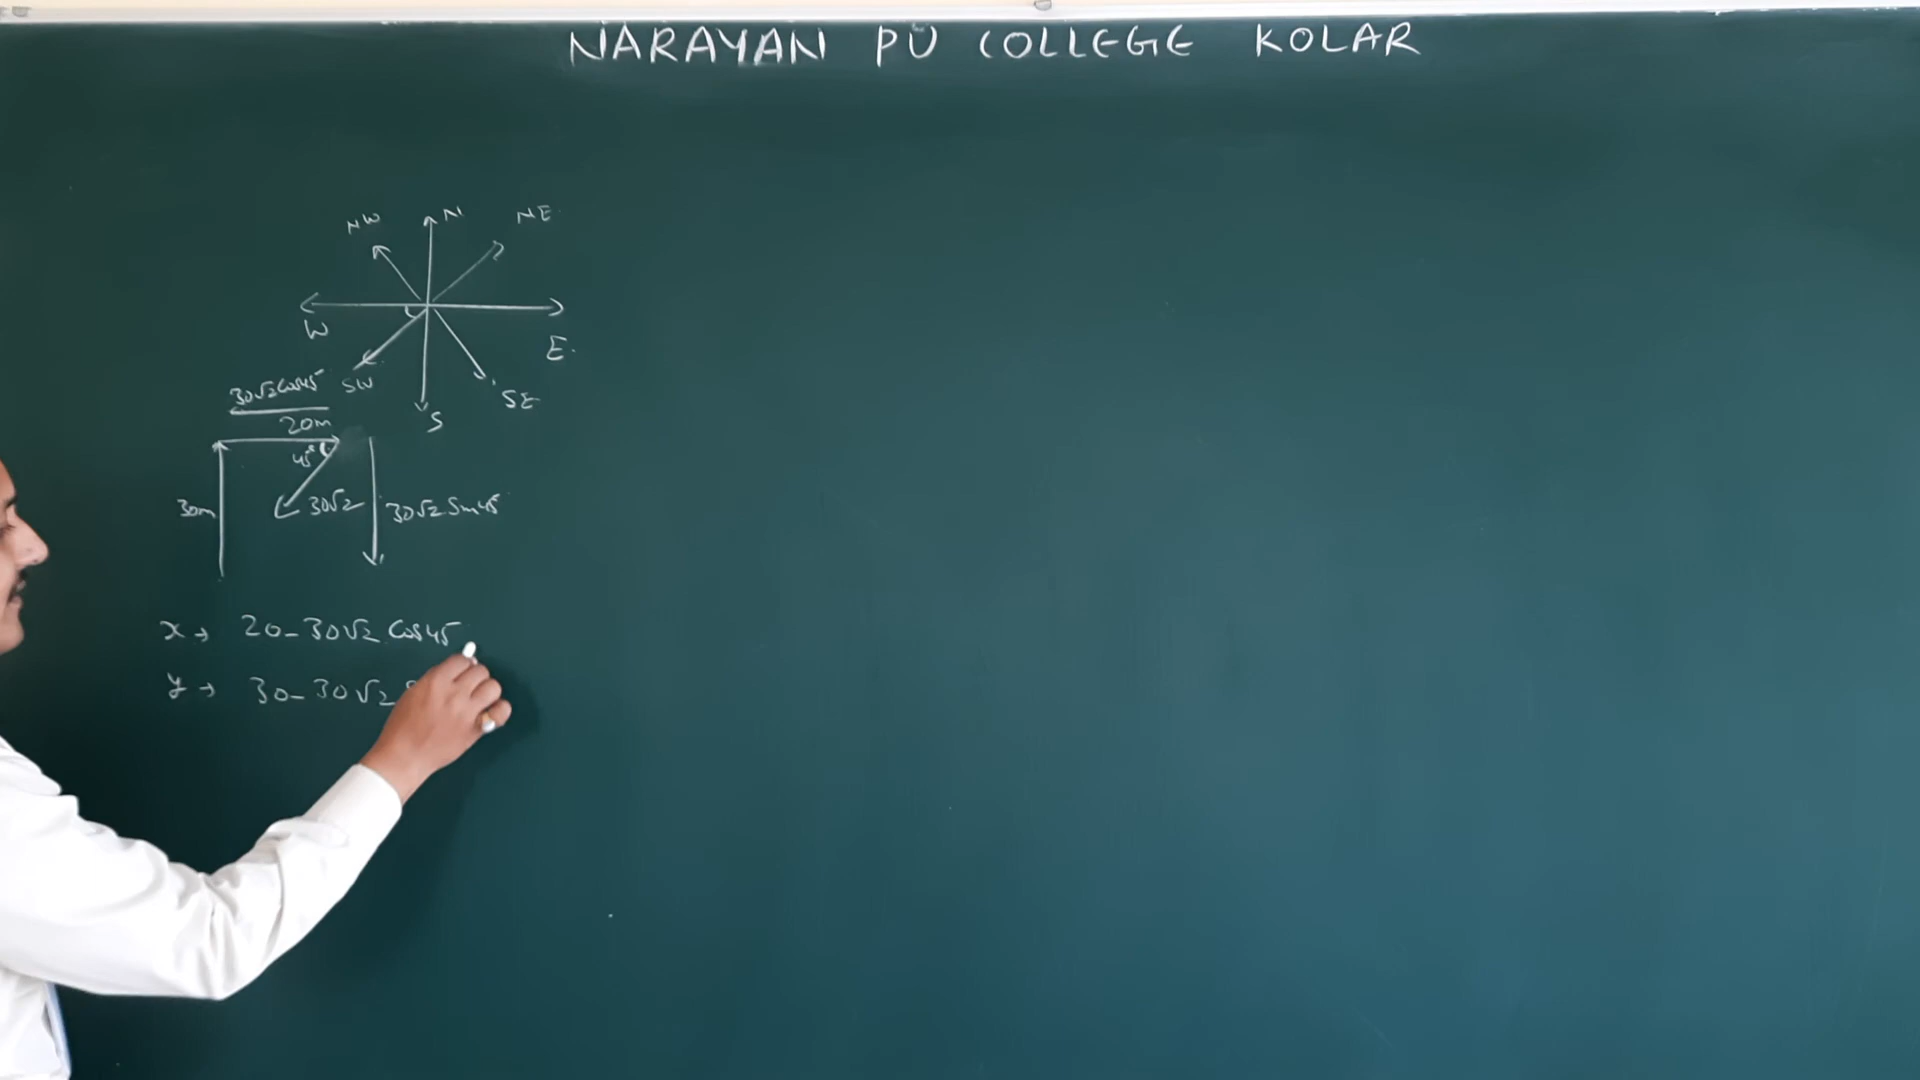 NARAYAN PU COLLEGE KOLAR
NW N NE
W E.
SW S SE
30√2 Cos45
20m
45°
30m 30√2 30√2 Sin45
x → 20-30√2 Cos45
y → 30-30√2